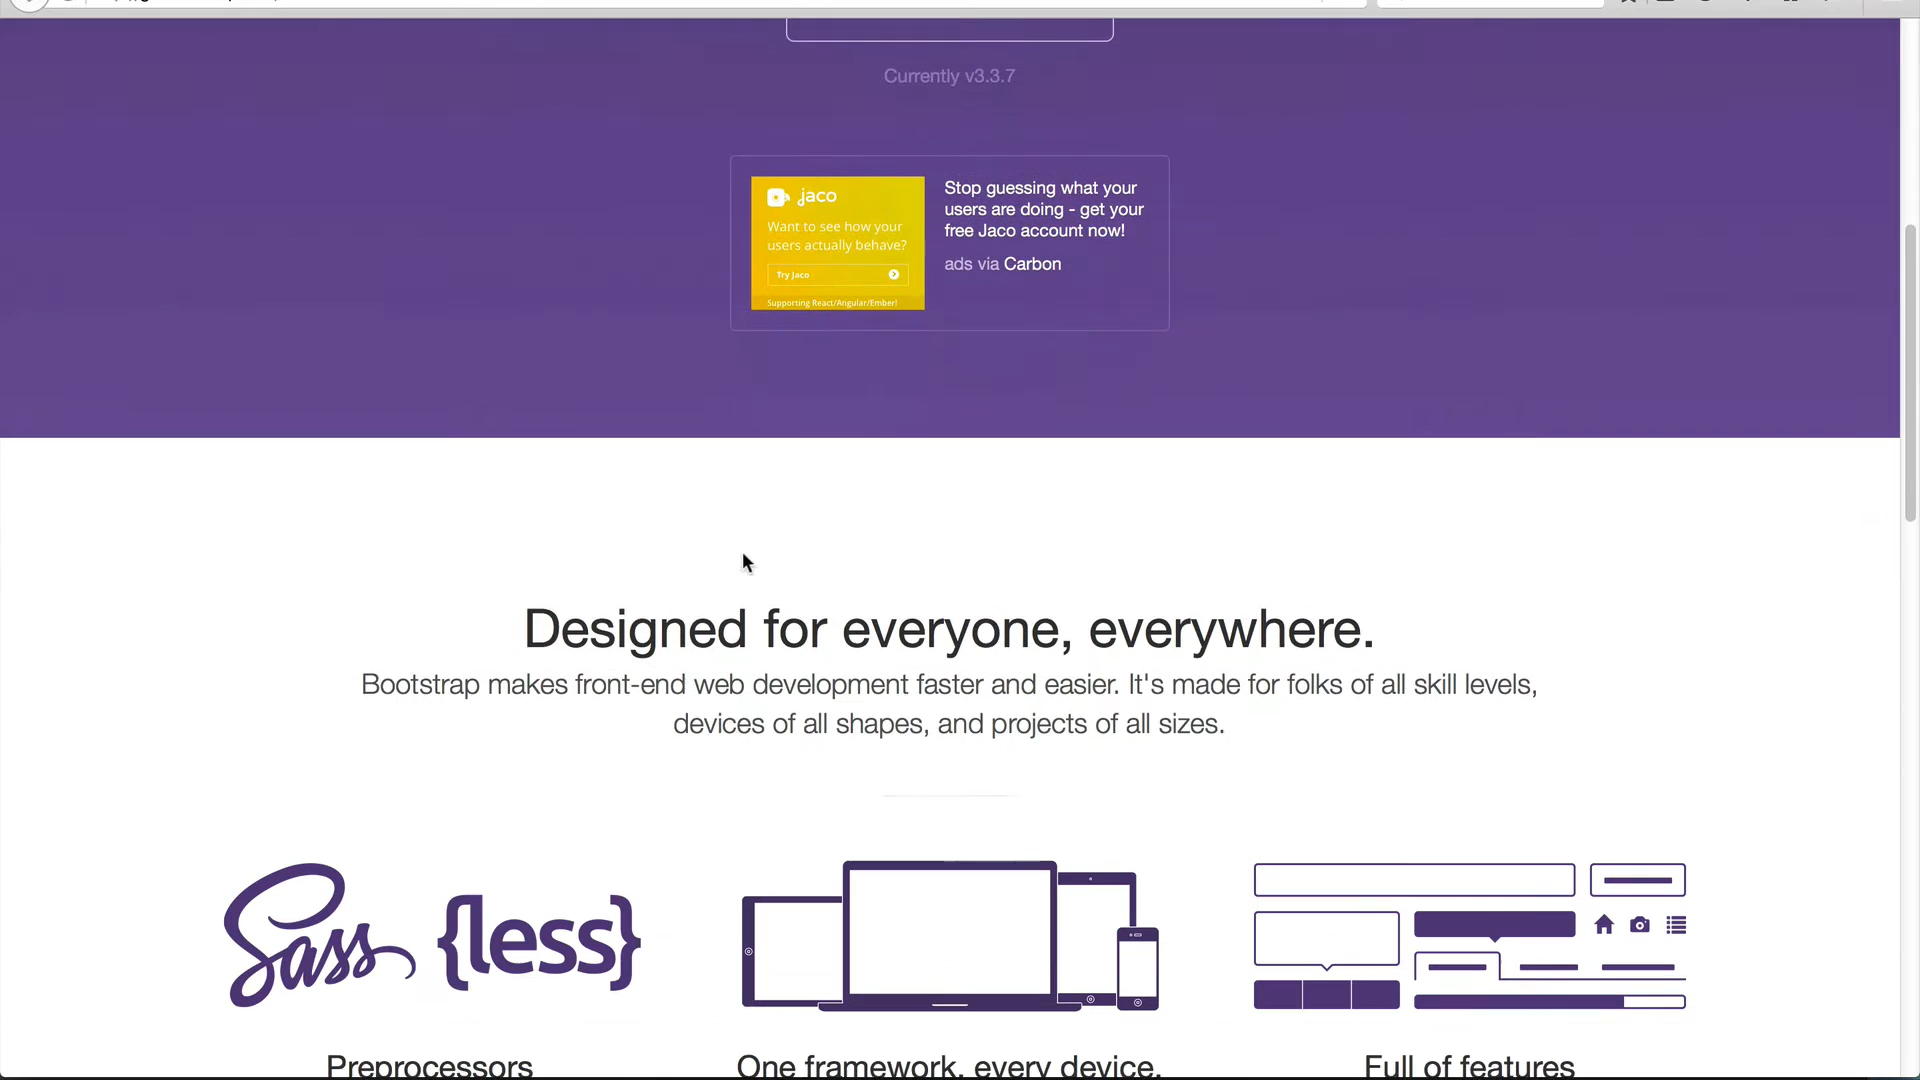 Currently v3.3.7
jaco
Want to see how your
users actually behave?
Try Jaco
Supporting React/Angular/Ember!
Stop guessing what your
users are doing - get your
free Jaco account now!
ads via Carbon
Designed for everyone, everywhere.
Bootstrap makes front-end web development faster and easier. It's made for folks of all skill levels,
devices of all shapes, and projects of all sizes.
Sass {less}
Preprocessors
One framework, every device.
Full of features